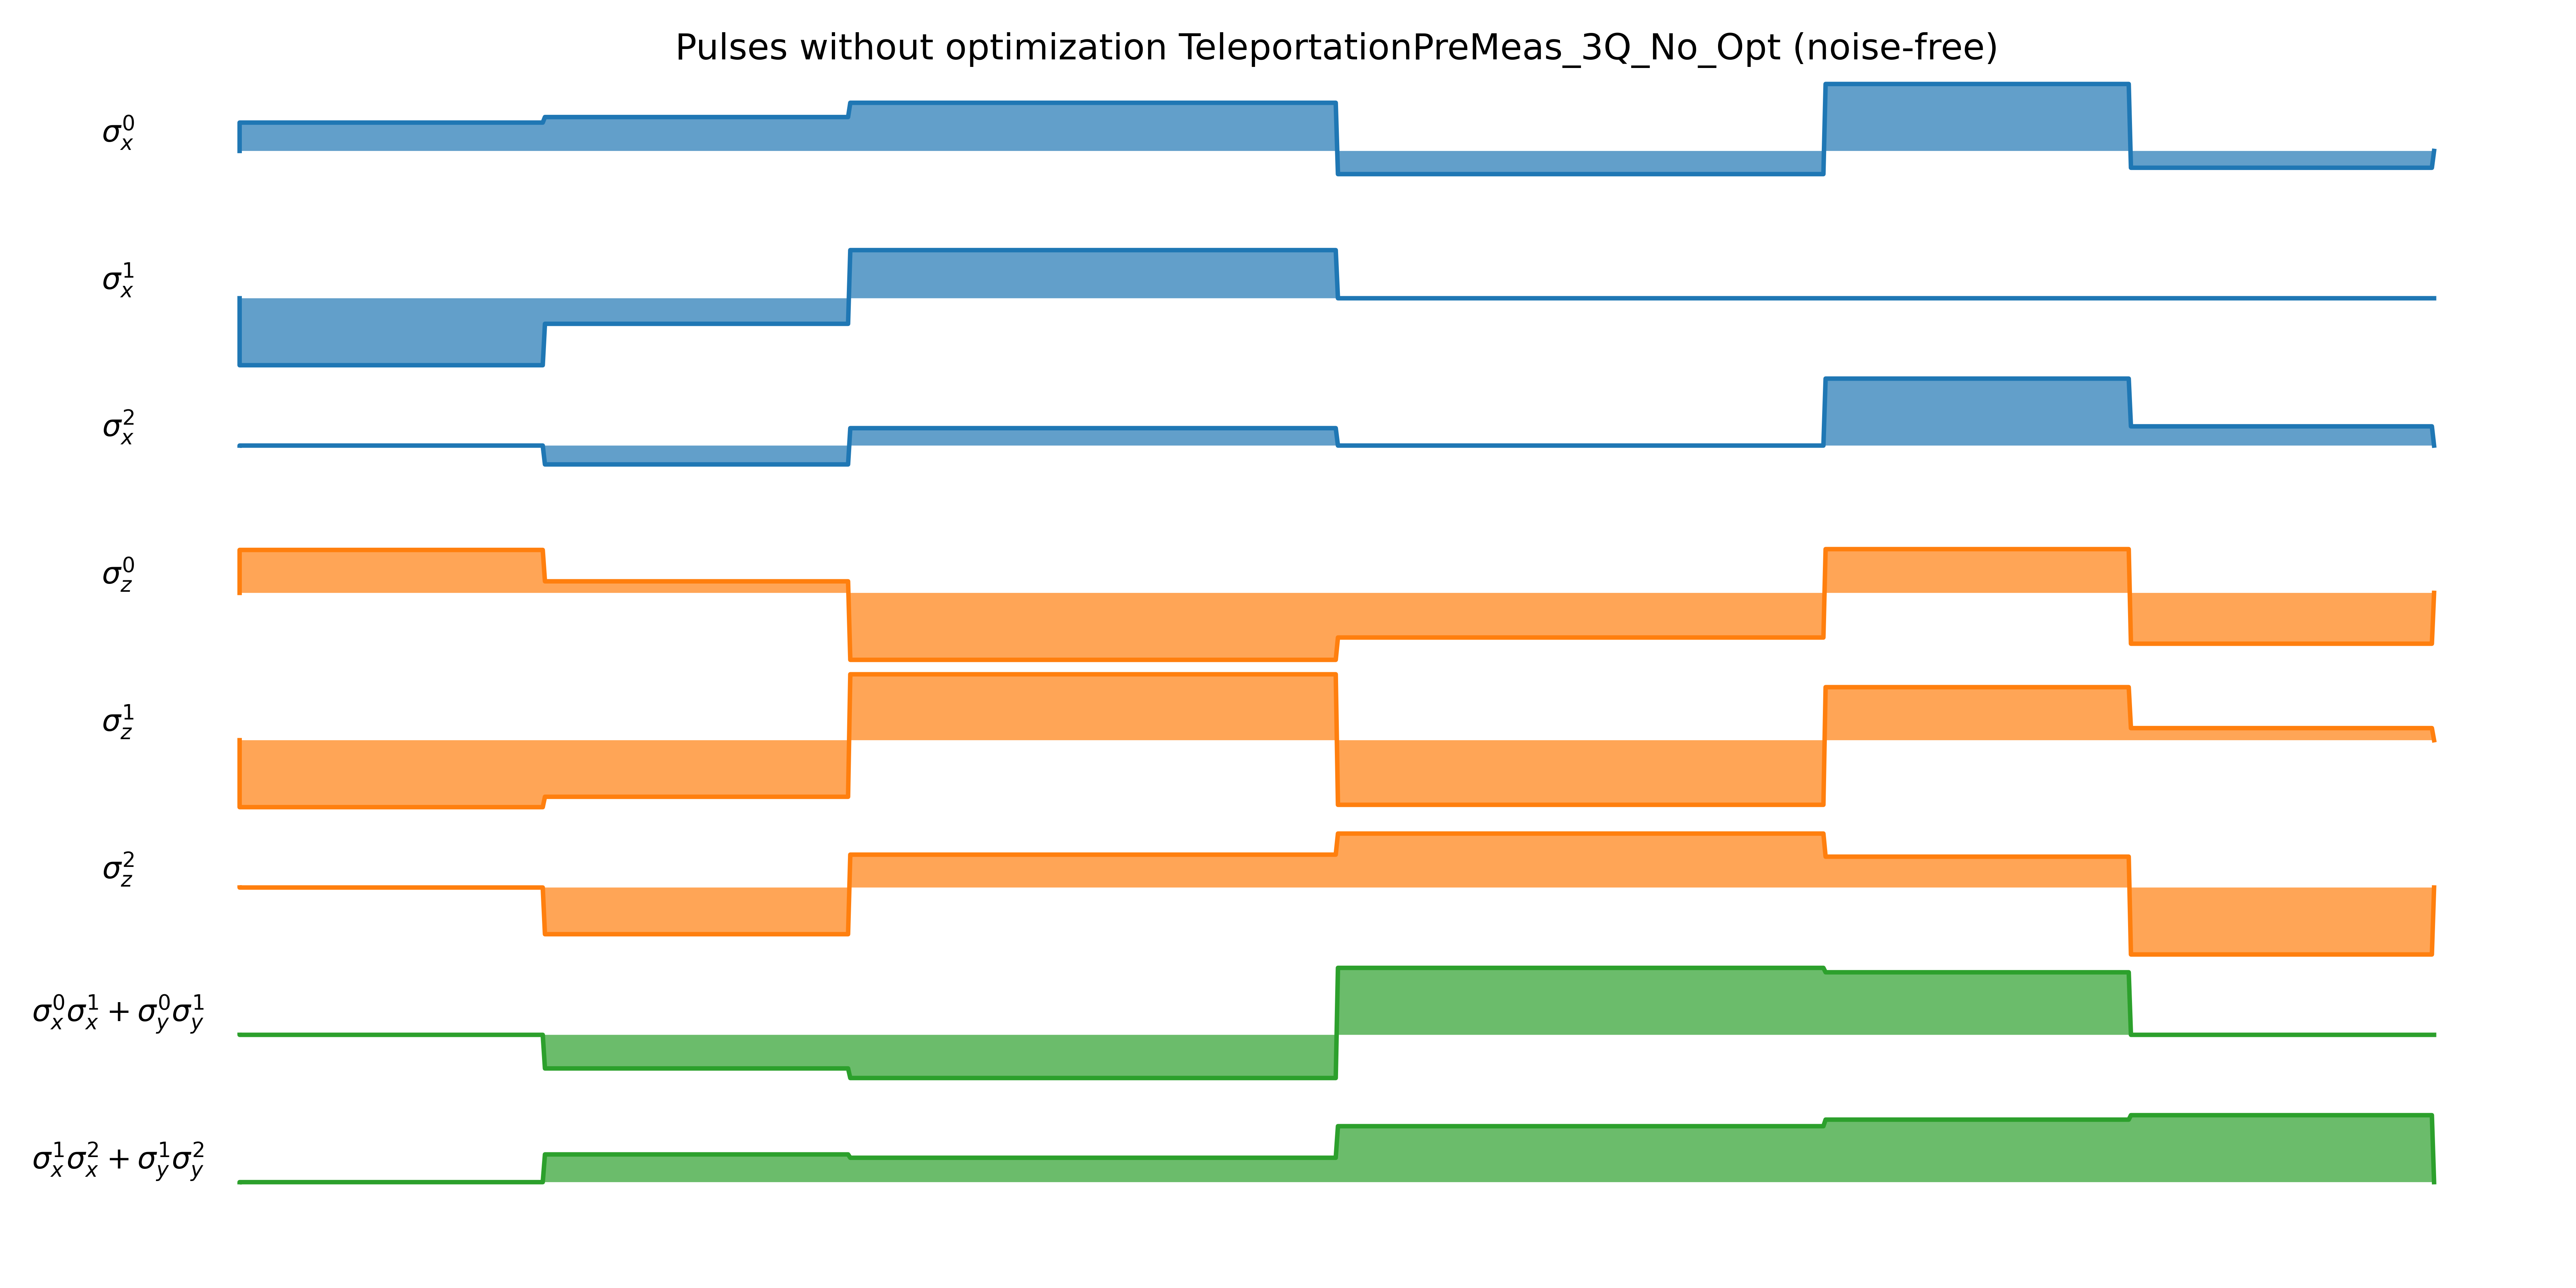 Pulses without optimization TeleportationPreMeas_3Q_No_Opt (noise-free)
σ_x^0
σ_x^1
σ_x^2
σ_z^0
σ_z^1
σ_z^2
σ_x^0σ_x^1 + σ_y^0σ_y^1
σ_x^1σ_x^2 + σ_y^1σ_y^2